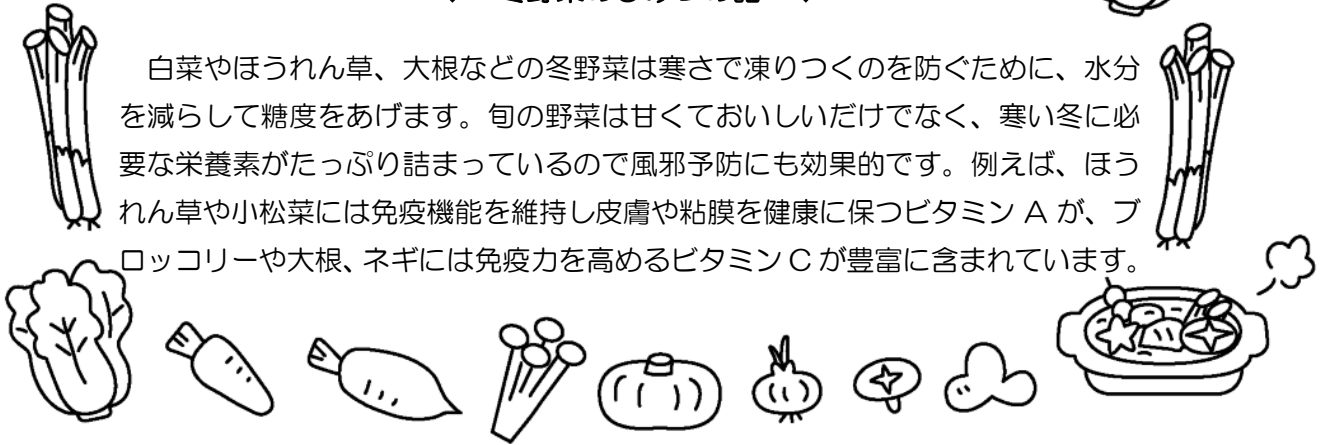 白菜やほうれん草、大根などの冬野菜は寒さで凍りつくのを防ぐために、水分
を減らして糖度をあげます。旬の野菜は甘くておいしいだけでなく、寒い冬に必
要な栄養素がたっぷり詰まっているので風邪予防にも効果的です。例えば、ほう
れん草や小松菜には免疫機能を維持し皮膚や粘膜を健康に保つビタミン A が、ブ
ロッコリーや大根、ネギには免疫力を高めるビタミン C が豊富に含まれています。